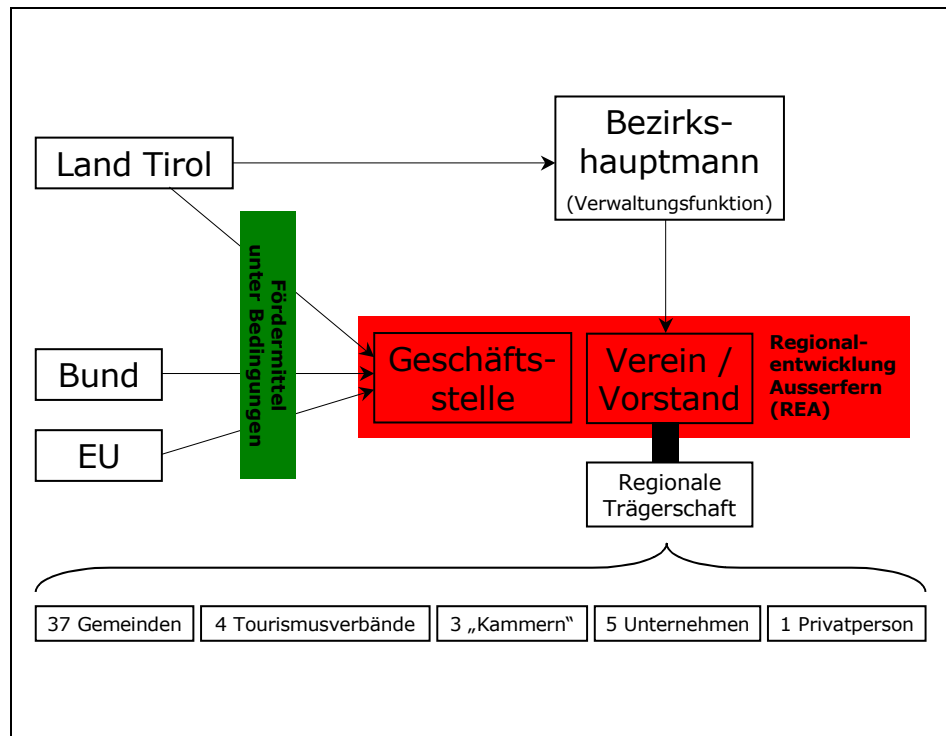 Bezirks-
hauptmann
(Verwaltungsfunktion)
Land Tirol
Fördermittel
unter Bedingungen
Bund
EU
Geschäfts-
stelle
Verein /
Vorstand
Regional-
entwicklung
Ausserfern
(REA)
Regionale
Trägerschaft
37 Gemeinden
4 Tourismusverbände
3 „Kammern“
5 Unternehmen
1 Privatperson